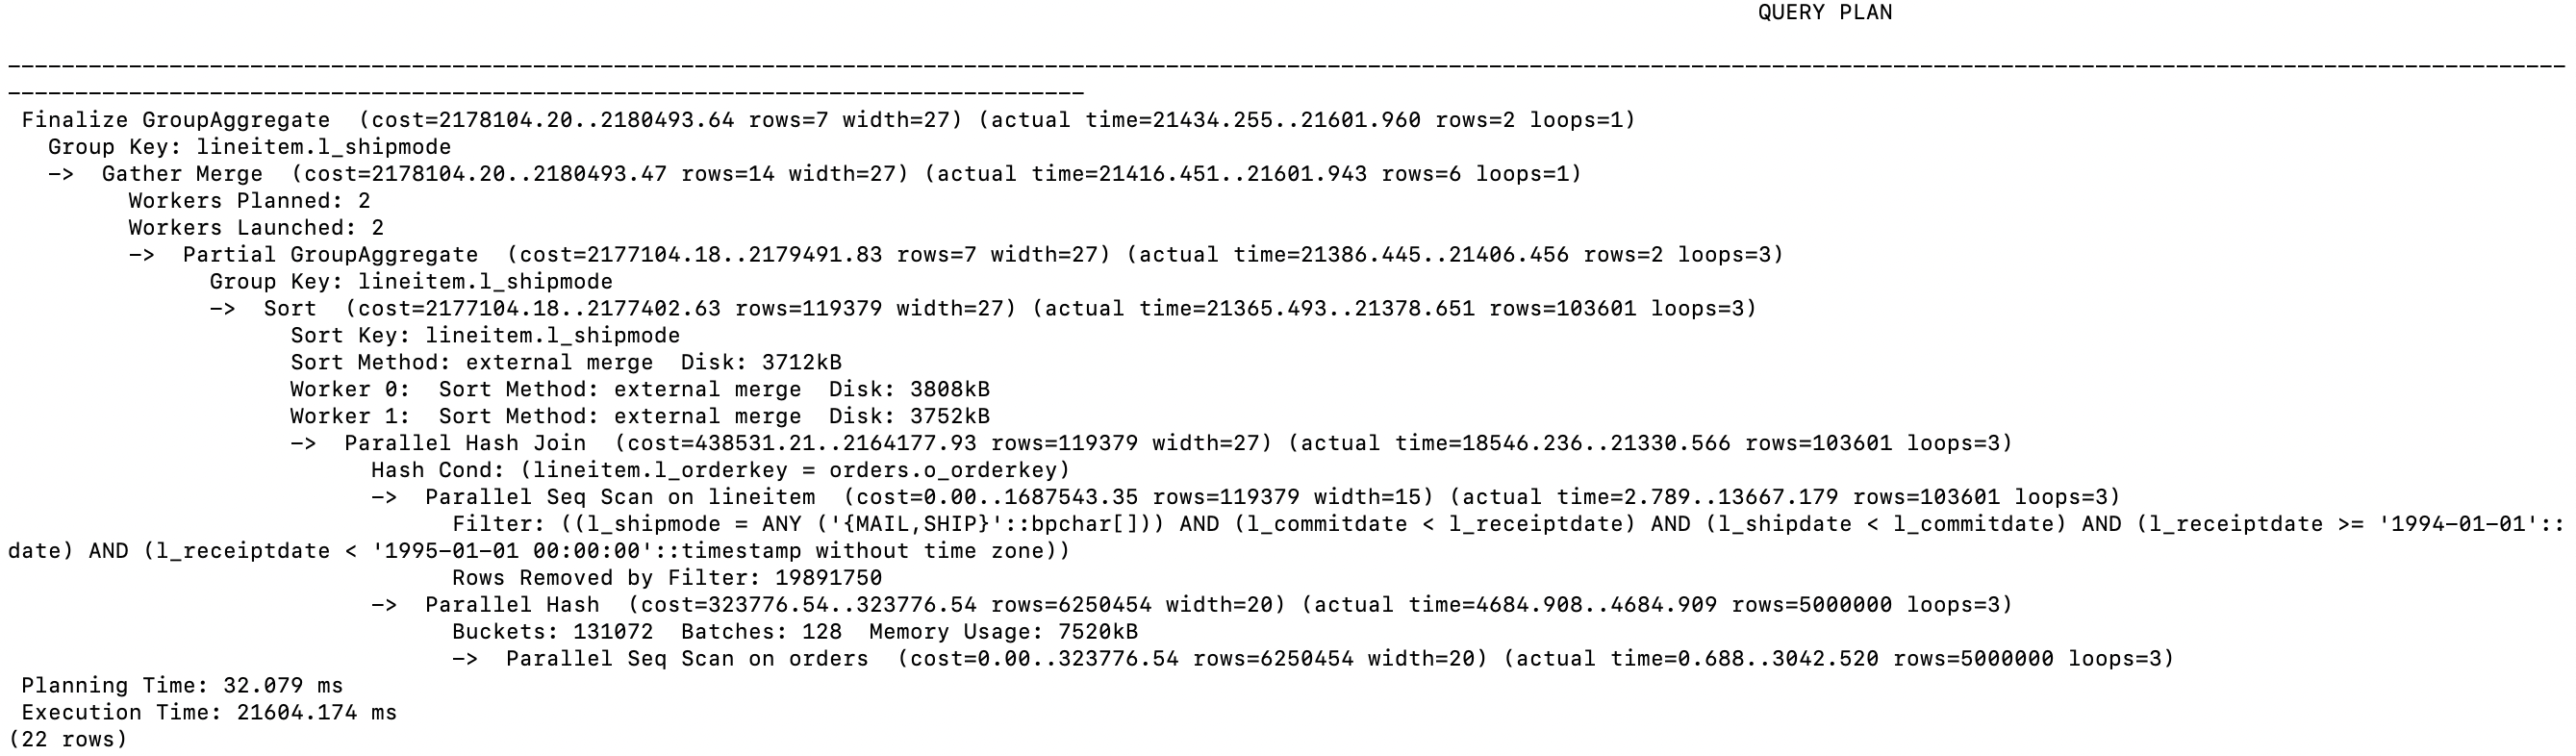 QUERY PLAN
--------------------------------------------------------------------------------------------------------------------------------------------------------------------------------------------------
--------------------------------------------------------------------------------
Finalize GroupAggregate  (cost=2178104.20..2180493.64 rows=7 width=27) (actual time=21434.255..21601.960 rows=2 loops=1)
  Group Key: lineitem.l_shipmode
  ->  Gather Merge  (cost=2178104.20..2180493.47 rows=14 width=27) (actual time=21416.451..21601.943 rows=6 loops=1)
        Workers Planned: 2
        Workers Launched: 2
        ->  Partial GroupAggregate  (cost=2177104.18..2179491.83 rows=7 width=27) (actual time=21386.445..21406.456 rows=2 loops=3)
              Group Key: lineitem.l_shipmode
              ->  Sort  (cost=2177104.18..2177402.63 rows=119379 width=27) (actual time=21365.493..21378.651 rows=103601 loops=3)
                    Sort Key: lineitem.l_shipmode
                    Sort Method: external merge  Disk: 3712kB
                    Worker 0:  Sort Method: external merge  Disk: 3808kB
                    Worker 1:  Sort Method: external merge  Disk: 3752kB
                    ->  Parallel Hash Join  (cost=438531.21..2164177.93 rows=119379 width=27) (actual time=18546.236..21330.566 rows=103601 loops=3)
                          Hash Cond: (lineitem.l_orderkey = orders.o_orderkey)
                          ->  Parallel Seq Scan on lineitem  (cost=0.00..1687543.35 rows=119379 width=15) (actual time=2.789..13667.179 rows=103601 loops=3)
                                Filter: ((l_shipmode = ANY ('{MAIL,SHIP}'::bpchar[])) AND (l_commitdate < l_receiptdate) AND (l_shipdate < l_commitdate) AND (l_receiptdate >= '1994-01-01'::
date) AND (l_receiptdate < '1995-01-01 00:00:00'::timestamp without time zone))
                                Rows Removed by Filter: 19891750
                          ->  Parallel Hash  (cost=323776.54..323776.54 rows=6250454 width=20) (actual time=4684.908..4684.909 rows=5000000 loops=3)
                                Buckets: 131072  Batches: 128  Memory Usage: 7520kB
                                ->  Parallel Seq Scan on orders  (cost=0.00..323776.54 rows=6250454 width=20) (actual time=0.688..3042.520 rows=5000000 loops=3)
Planning Time: 32.079 ms
Execution Time: 21604.174 ms
(22 rows)